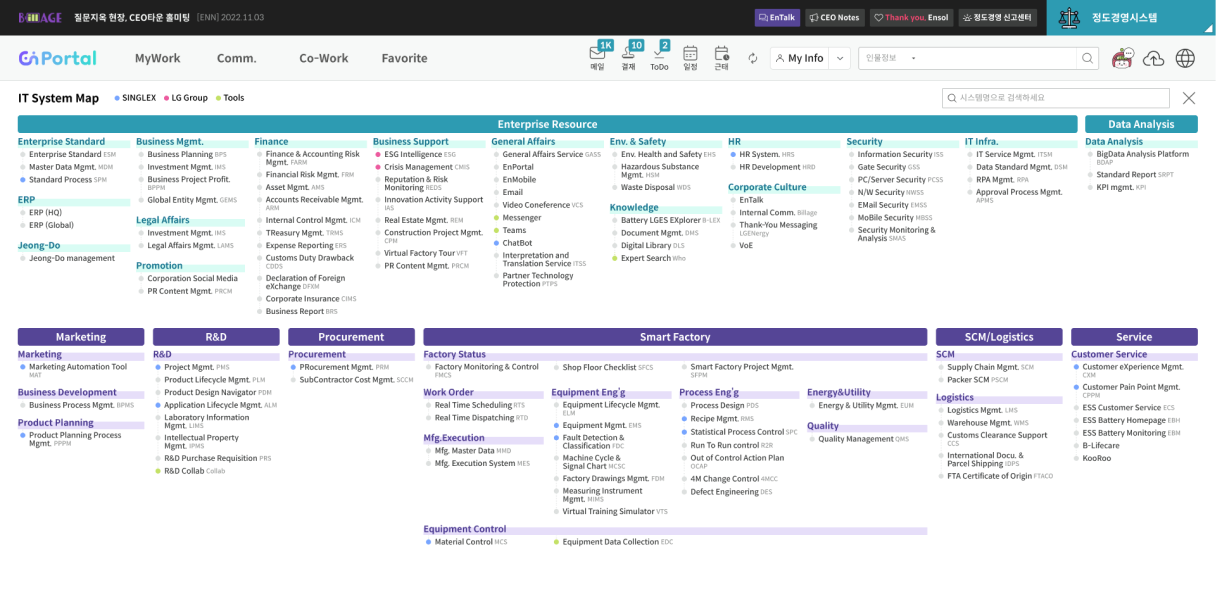 BillAGE 질문지옥 현장, CEO타운 홀미팅 [ENN] 2022.11.03
EnTalk CEO Notes Thank you, Ensol 정도경영 신고센터 정도경영시스템
EnPortal MyWork Comm. Co-Work Favorite
1K 10 2
메일 결재 ToDo 일정 근태 My Info 인물정보
IT System Map SINGLEX LG Group Tools 시스템명으로 검색하세요
Enterprise Resource
Enterprise Standard
Enterprise Standard ESM
Master Data Mgmt. MDM
Standard Process SPM
ERP
ERP (HQ)
ERP (Global)
Jeong-Do
Jeong-Do management
Business Mgmt.
Business Planning BPS
Investment Mgmt. IMS
Business Project Profit.
BPPM
Global Entity Mgmt. GEMS
Legal Affairs
Investment Mgmt. IMS
Legal Affairs Mgmt. LAMS
Promotion
Corporation Social Media
PR Content Mgmt. PRCM
Finance
Finance & Accounting Risk
Mgmt. FARM
Financial Risk Mgmt. FRM
Asset Mgmt. AMS
Accounts Receivable Mgmt.
ARM
Internal Control Mgmt. ICM
TReasury Mgmt. TRMS
Expense Reporting ERS
Customs Duty Drawback
CDDS
Declaration of Foreign
eXchange DFXM
Corporate Insurance CIMS
Business Report BRS
Business Support
ESG Intelligence ESG
Crisis Management CMIS
Reputation & Risk
Monitoring REDS
Innovation Activity Support
IAS
Real Estate Mgmt. REM
Construction Project Mgmt.
CPM
Virtual Factory Tour VFT
PR Content Mgmt. PRCM
General Affairs
General Affairs Service GASS
EnPortal
EnMobile
Email
Video Conference VCS
Messenger
Teams
ChatBot
Interpretation and
Translation Service ITSS
Partner Technology
Protection PTPS
Env. & Safety
Env. Health and Safety EHS
Hazardous Substance
Mgmt. HSM
Waste Disposal WDS
Knowledge
Battery LGES EXplorer B-LEX
Document Mgmt. DMS
Digital Library DLS
Expert Search Who
HR
HR System. HRS
HR Development HRD
Corporate Culture
EnTalk
Internal Comm. Billage
Thank-You Messaging
LGENergy
VoE
Security
Information Security ISS
Gate Security GSS
PC/Server Security PCSS
N/W Security NWSS
EMail Security EMSS
MoBile Security MBSS
Security Monitoring &
Analysis SMAS
IT Infra.
IT Service Mgmt. ITSM
Data Standard Mgmt. DSM
RPA Mgmt. RPA
Approval Process Mgmt.
APMS
Data Analysis
Data Analysis
BigData Analysis Platform
BDAP
Standard Report SRPT
KPI mgmt. KPI
Marketing
Marketing
Marketing Automation Tool
MAT
Business Development
Business Process Mgmt. BPMS
Product Planning
Product Planning Process
Mgmt. PPPM
R&D
R&D
Project Mgmt. PMS
Product Lifecycle Mgmt. PLM
Product Design Navigator PDM
Application Lifecycle Mgmt. ALM
Laboratory Information
Mgmt. LIMS
Intellectual Property
Mgmt. IPMS
R&D Purchase Requisition PRS
R&D Collab Collab
Procurement
Procurement
PRocurement Mgmt. PRM
SubContractor Cost Mgmt. SCCM
Smart Factory
Factory Status
Factory Monitoring & Control
FMCS
Shop Floor Checklist SFCS
Smart Factory Project Mgmt.
SFPM
Work Order
Real Time Scheduling RTS
Real Time Dispatching RTD
Mfg.Execution
Mfg. Master Data MMD
Mfg. Execution System MES
Equipment Eng'g
Equipment Lifecycle Mgmt.
ELM
Equipment Mgmt. EMS
Fault Detection &
Classification FDC
Machine Cycle &
Signal Chart MCSC
Factory Drawings Mgmt. FDM
Measuring Instrument
Mgmt. MIMS
Virtual Training Simulator VTS
Process Eng'g
Process Design PDS
Recipe Mgmt. RMS
Statistical Process Control SPC
Run To Run control R2R
Out of Control Action Plan
OCAP
4M Change Control 4MCC
Defect Engineering DES
Energy&Utility
Energy & Utility Mgmt. EUM
Quality
Quality Management QMS
Equipment Control
Material Control MCS
Equipment Data Collection EDC
SCM/Logistics
SCM
Supply Chain Mgmt. SCM
Packer SCM PSCM
Logistics
Logistics Mgmt. LMS
Warehouse Mgmt. WMS
Customs Clearance Support
CCS
International Docu. &
Parcel Shipping IDPS
FTA Certificate of Origin FTACO
Service
Customer Service
Customer eXperience Mgmt.
CXM
Customer Pain Point Mgmt.
CPPM
ESS Customer Service ECS
ESS Battery Homepage EBH
ESS Battery Monitoring EBM
B-Lifecare
KooRoo